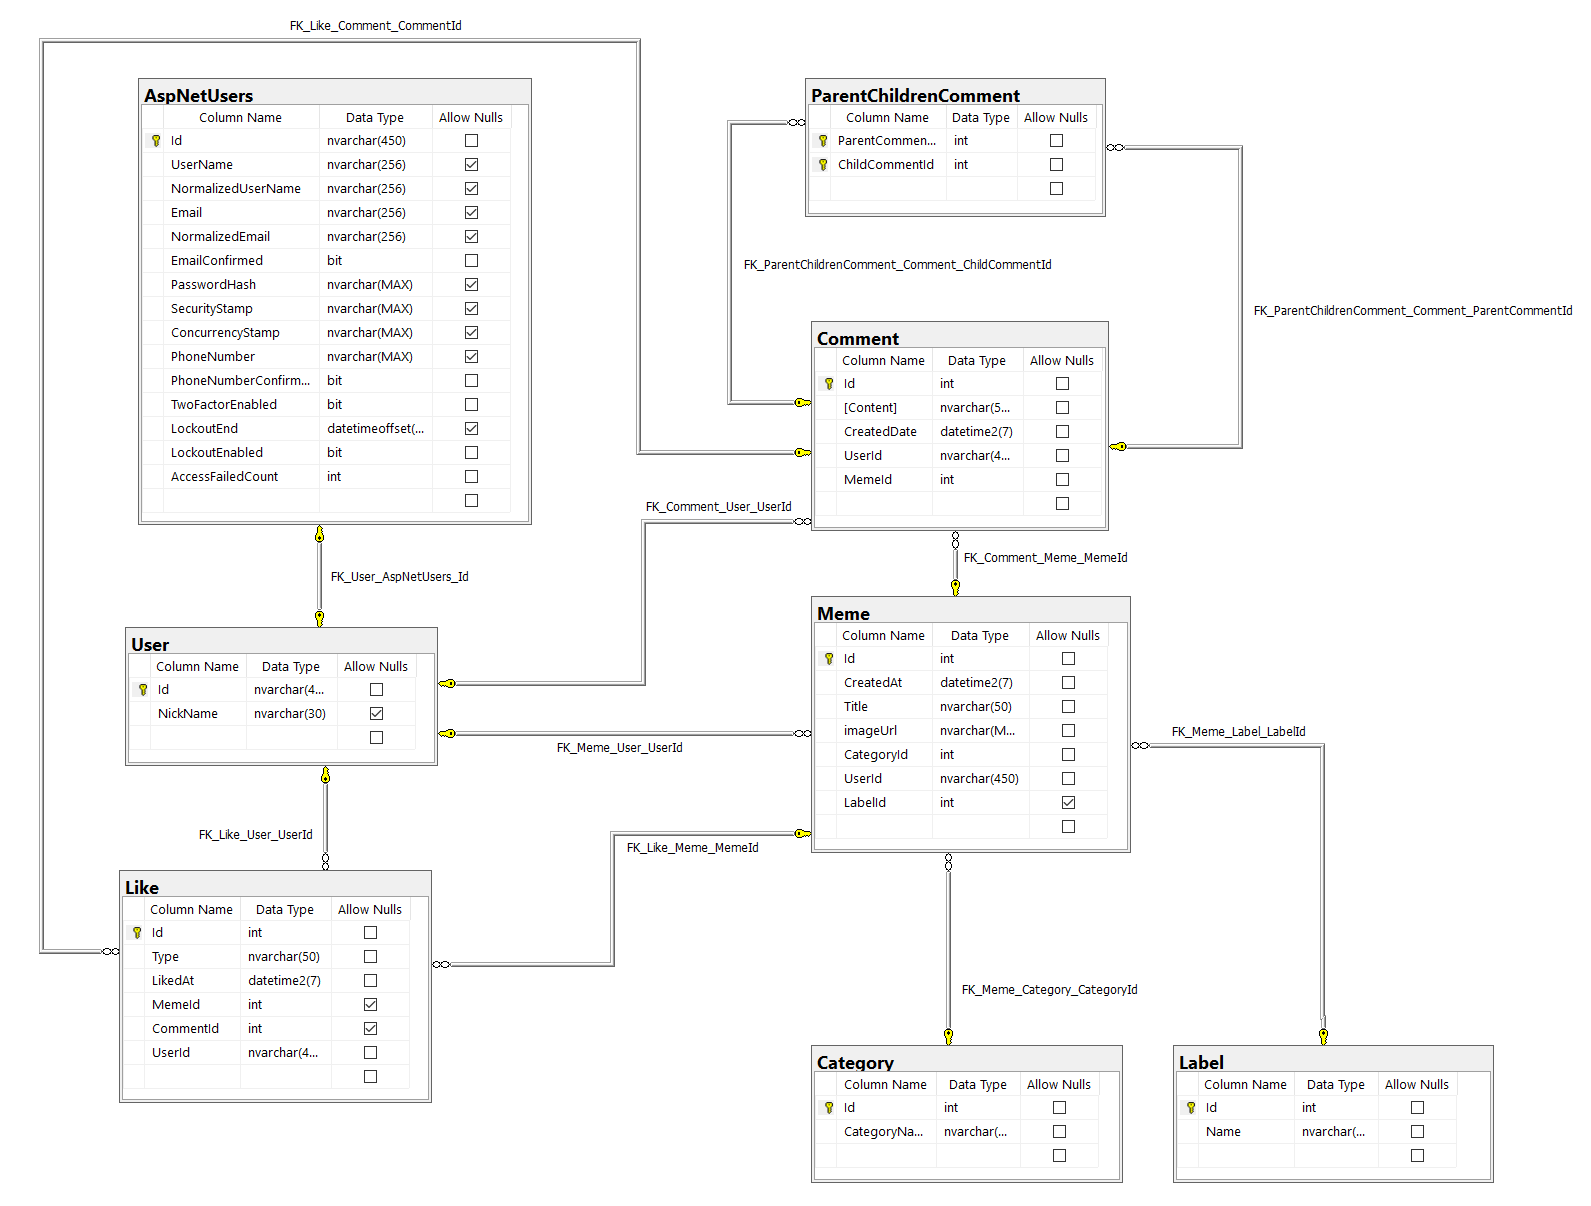 FK_Like_Comment_CommentId
AspNetUsers
Column Name Data Type Allow Nulls
Id nvarchar(450)
UserName nvarchar(256)
NormalizedUserName nvarchar(256)
Email nvarchar(256)
NormalizedEmail nvarchar(256)
EmailConfirmed bit
PasswordHash nvarchar(MAX)
SecurityStamp nvarchar(MAX)
ConcurrencyStamp nvarchar(MAX)
PhoneNumber nvarchar(MAX)
PhoneNumberConfirm... bit
TwoFactorEnabled bit
LockoutEnd datetimeoffset(...
LockoutEnabled bit
AccessFailedCount int
ParentChildrenComment
Column Name Data Type Allow Nulls
ParentCommen... int
ChildCommentId int
FK_ParentChildrenComment_Comment_ChildCommentId
FK_ParentChildrenComment_Comment_ParentCommentId
Comment
Column Name Data Type Allow Nulls
Id int
[Content] nvarchar(5...
CreatedDate datetime2(7)
UserId nvarchar(4...
MemeId int
FK_Comment_User_UserId
FK_Comment_Meme_MemeId
FK_User_AspNetUsers_Id
User
Column Name Data Type Allow Nulls
Id nvarchar(4...
NickName nvarchar(30)
Meme
Column Name Data Type Allow Nulls
Id int
CreatedAt datetime2(7)
Title nvarchar(50)
imageUrl nvarchar(M...
CategoryId int
UserId nvarchar(450)
LabelId int
FK_Meme_User_UserId
FK_Meme_Label_LabelId
FK_Like_User_UserId
FK_Like_Meme_MemeId
Like
Column Name Data Type Allow Nulls
Id int
Type nvarchar(50)
LikedAt datetime2(7)
MemeId int
CommentId int
UserId nvarchar(4...
FK_Meme_Category_CategoryId
Category
Column Name Data Type Allow Nulls
Id int
CategoryNa... nvarchar(...
Label
Column Name Data Type Allow Nulls
Id int
Name nvarchar(...